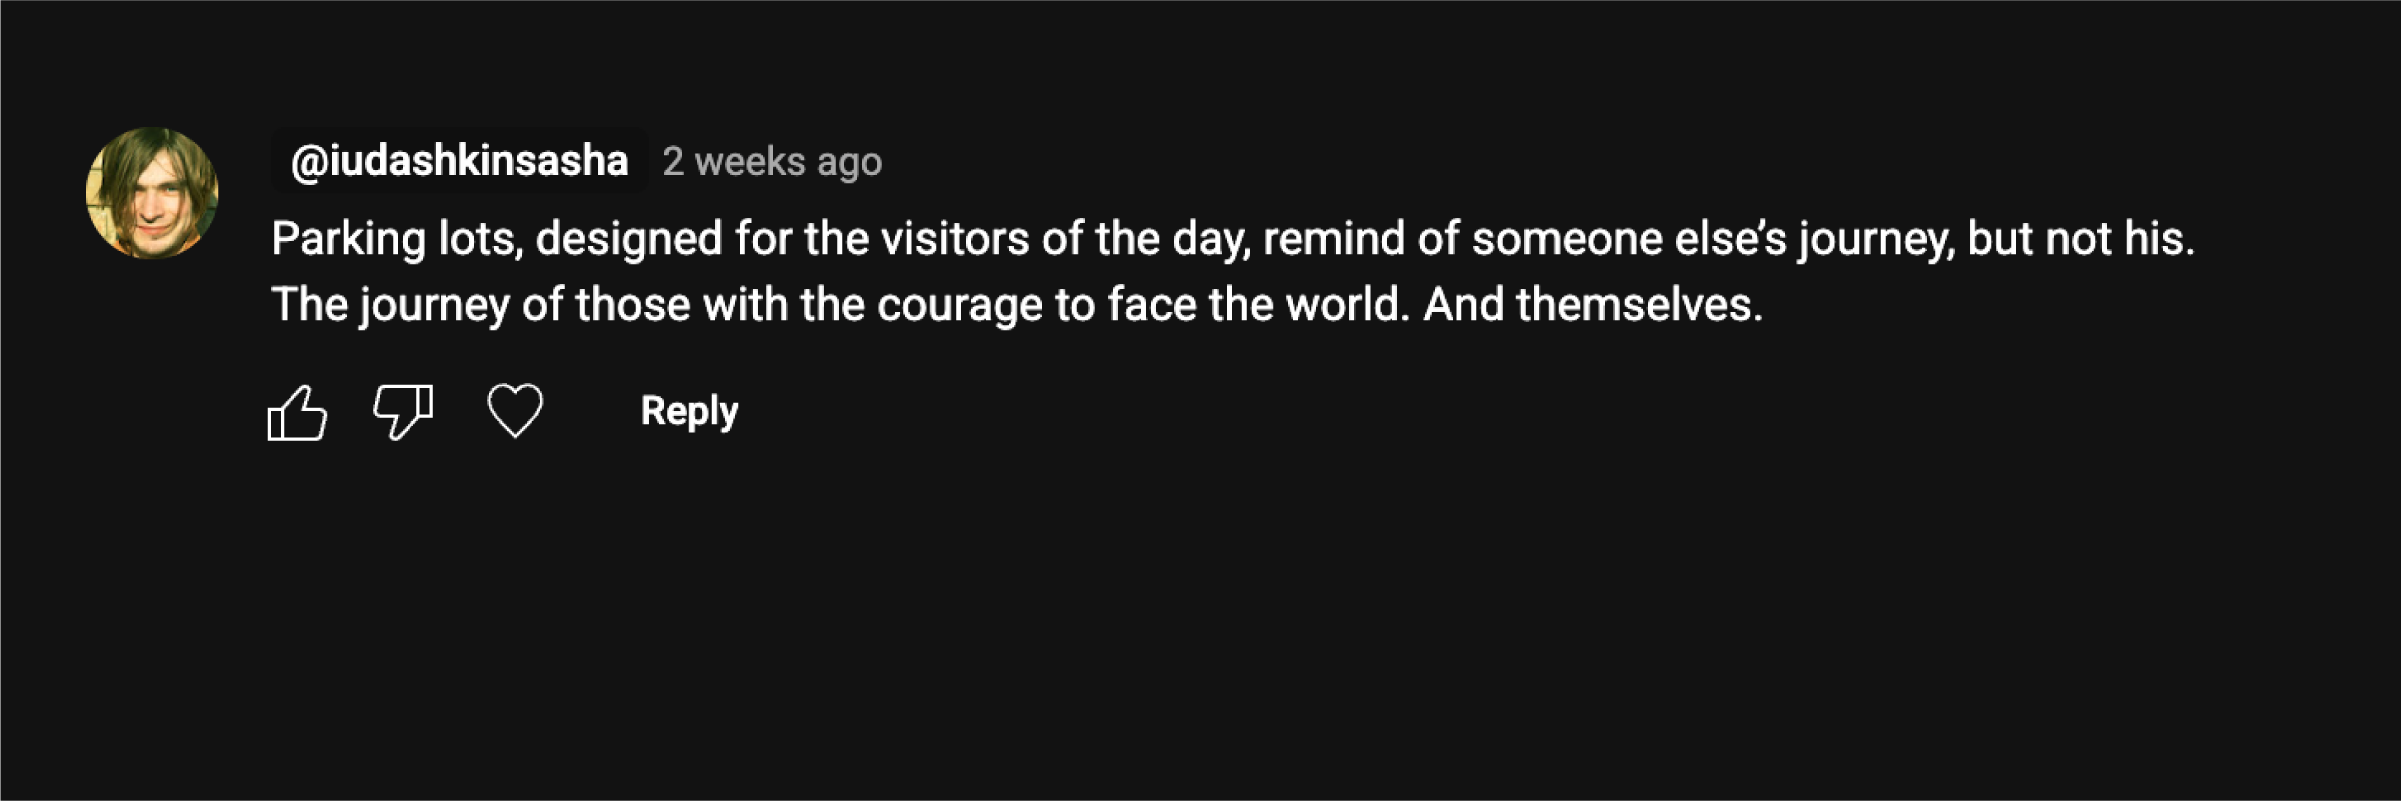 @iudashkinsasha 2 weeks ago
Parking lots, designed for the visitors of the day, remind of someone else’s journey, but not his.
The journey of those with the courage to face the world. And themselves.
Reply